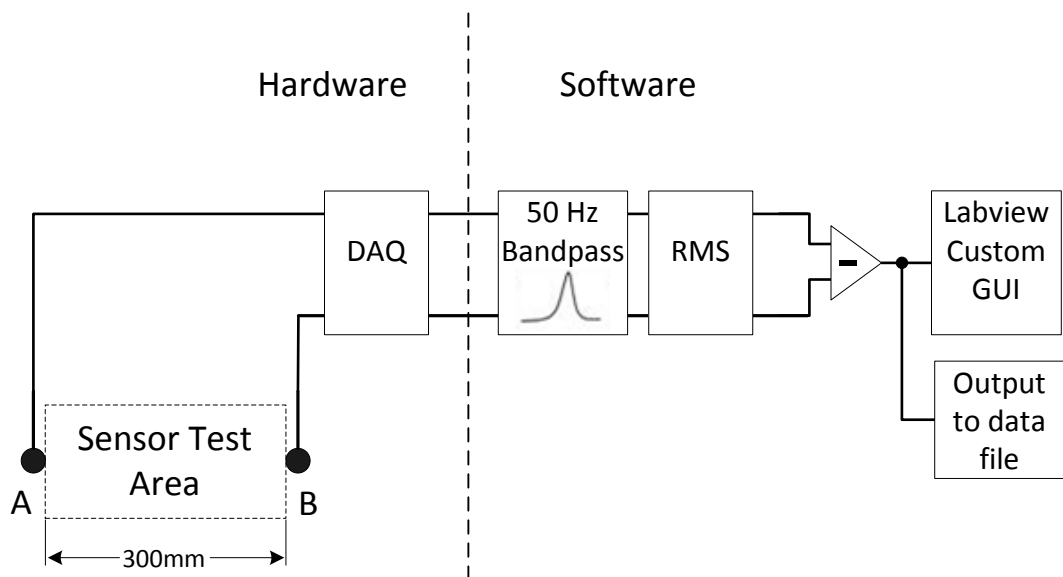 Hardware
Software
DAQ
50 Hz
Bandpass
RMS
-
Labview
Custom
GUI
Output
to data
file
Sensor Test
Area
A
B
300mm